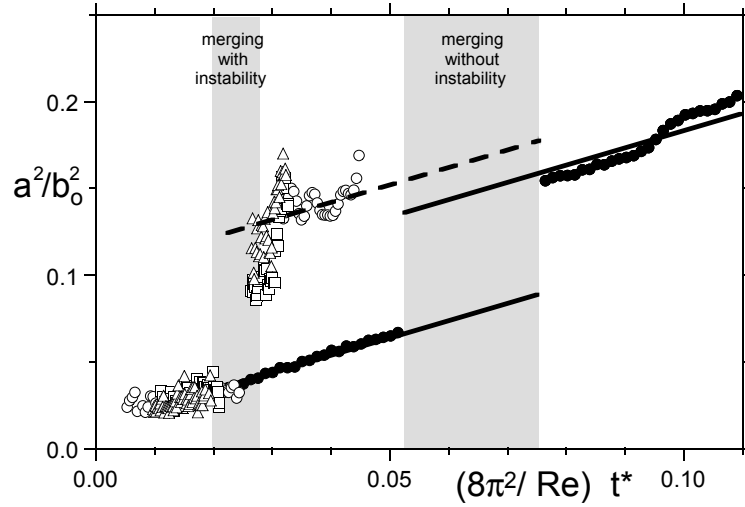 merging
with
instability
merging
without
instability
0.2
a²/b²ₒ
0.1
0.0
0.00
0.05
(8π²/ Re) t*
0.10